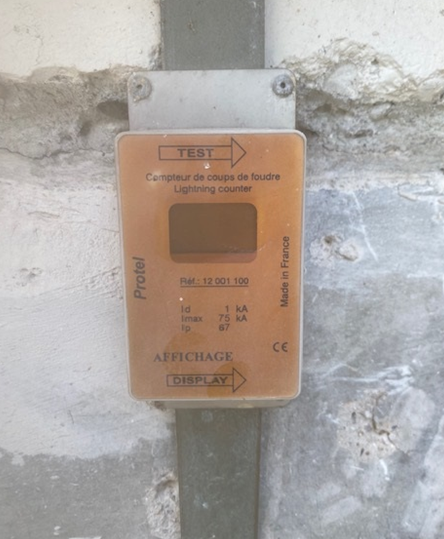 TEST
Compteur de coups de foudre
Lightning counter
Protel
Made in France
Réf.: 12 001 100
Id 1 kA
Imax 75 kA
Ip 67
AFFICHAGE
CE
DISPLAY